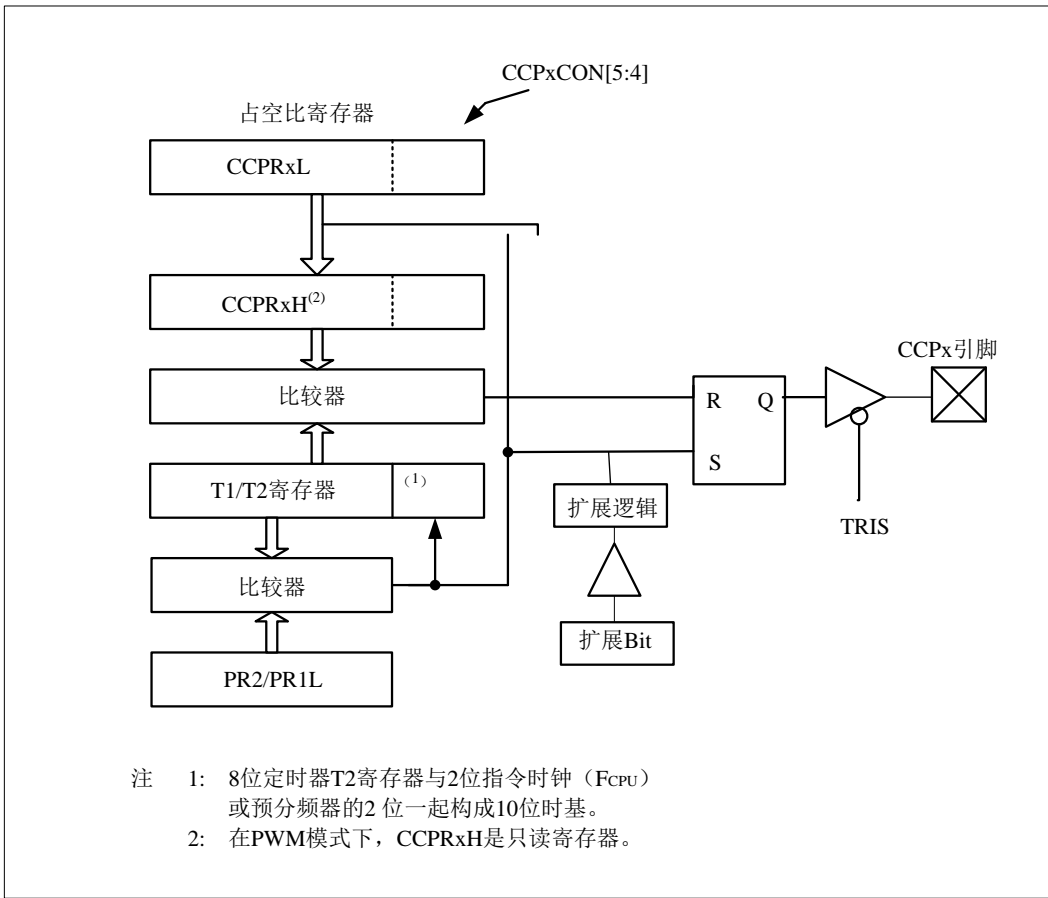 CCPxCON[5:4]
占空比寄存器
CCPRxL
CCPRxH(2)
CCPx引脚
比较器
R Q
T1/T2寄存器 (1)
S
扩展逻辑
TRIS
比较器
扩展Bit
PR2/PR1L
注 1: 8位定时器T2寄存器与2位指令时钟（FCPU）
或预分频器的2 位一起构成10位时基。
2: 在PWM模式下，CCPRxH是只读寄存器。